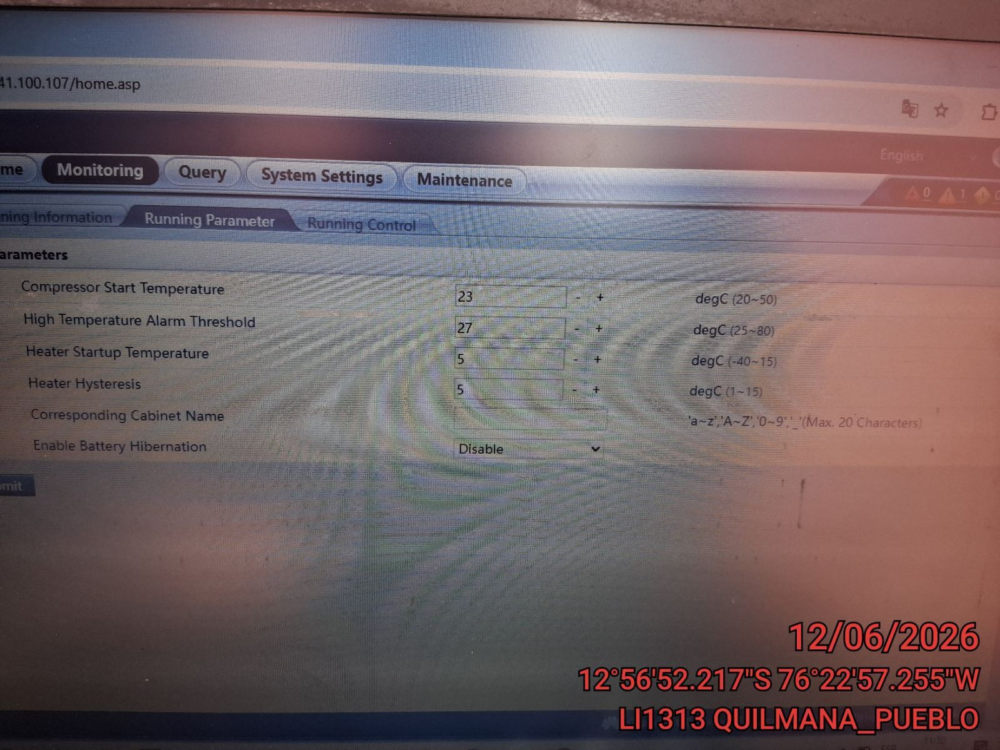 41.100.107/home.asp
English
me Monitoring Query System Settings Maintenance
0 1 0
ning Information Running Parameter Running Control
arameters
Compressor Start Temperature 23 - + degC (20~50)
High Temperature Alarm Threshold 27 - + degC (25~80)
Heater Startup Temperature 5 - + degC (-40~15)
Heater Hysteresis 5 - + degC (1~15)
Corresponding Cabinet Name 'a~z','A~Z','0~9','_'(Max. 20 Characters)
Enable Battery Hibernation Disable
mit
12/06/2026
12°56'52.217"S 76°22'57.255"W
LI1313 QUILMANA_PUEBLO